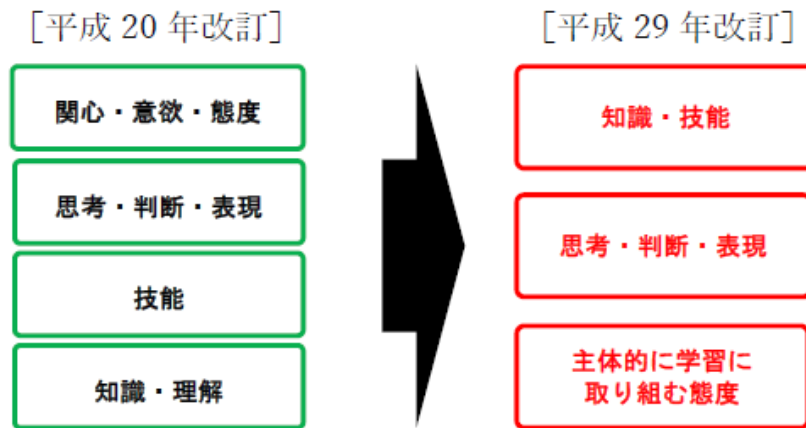 ［平成 20 年改訂］
関心・意欲・態度
思考・判断・表現
技能
知識・理解
［平成 29 年改訂］
知識・技能
思考・判断・表現
主体的に学習に
取り組む態度